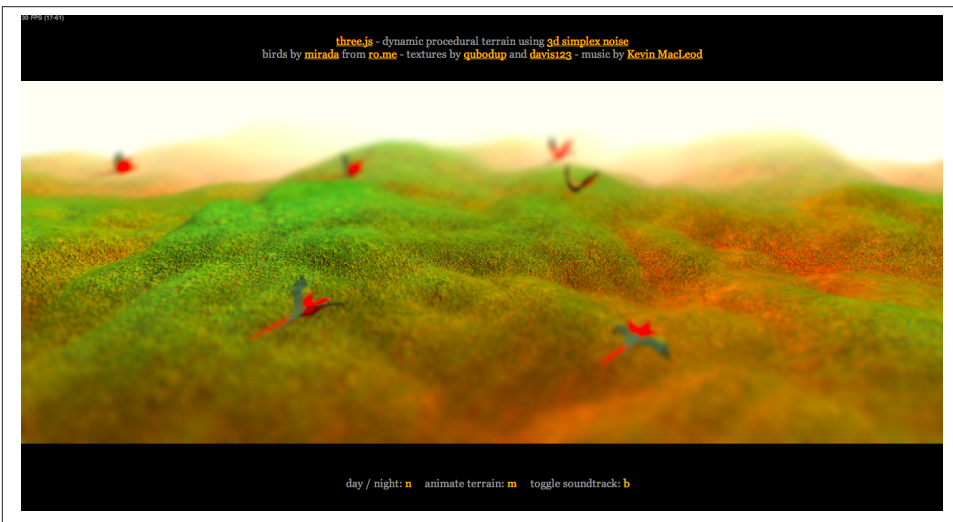 30 FPS (17-61)
three.js - dynamic procedural terrain using 3d simplex noise
birds by mirada from ro.me - textures by qubodup and davis123 - music by Kevin MacLeod
day / night: n animate terrain: m toggle soundtrack: b